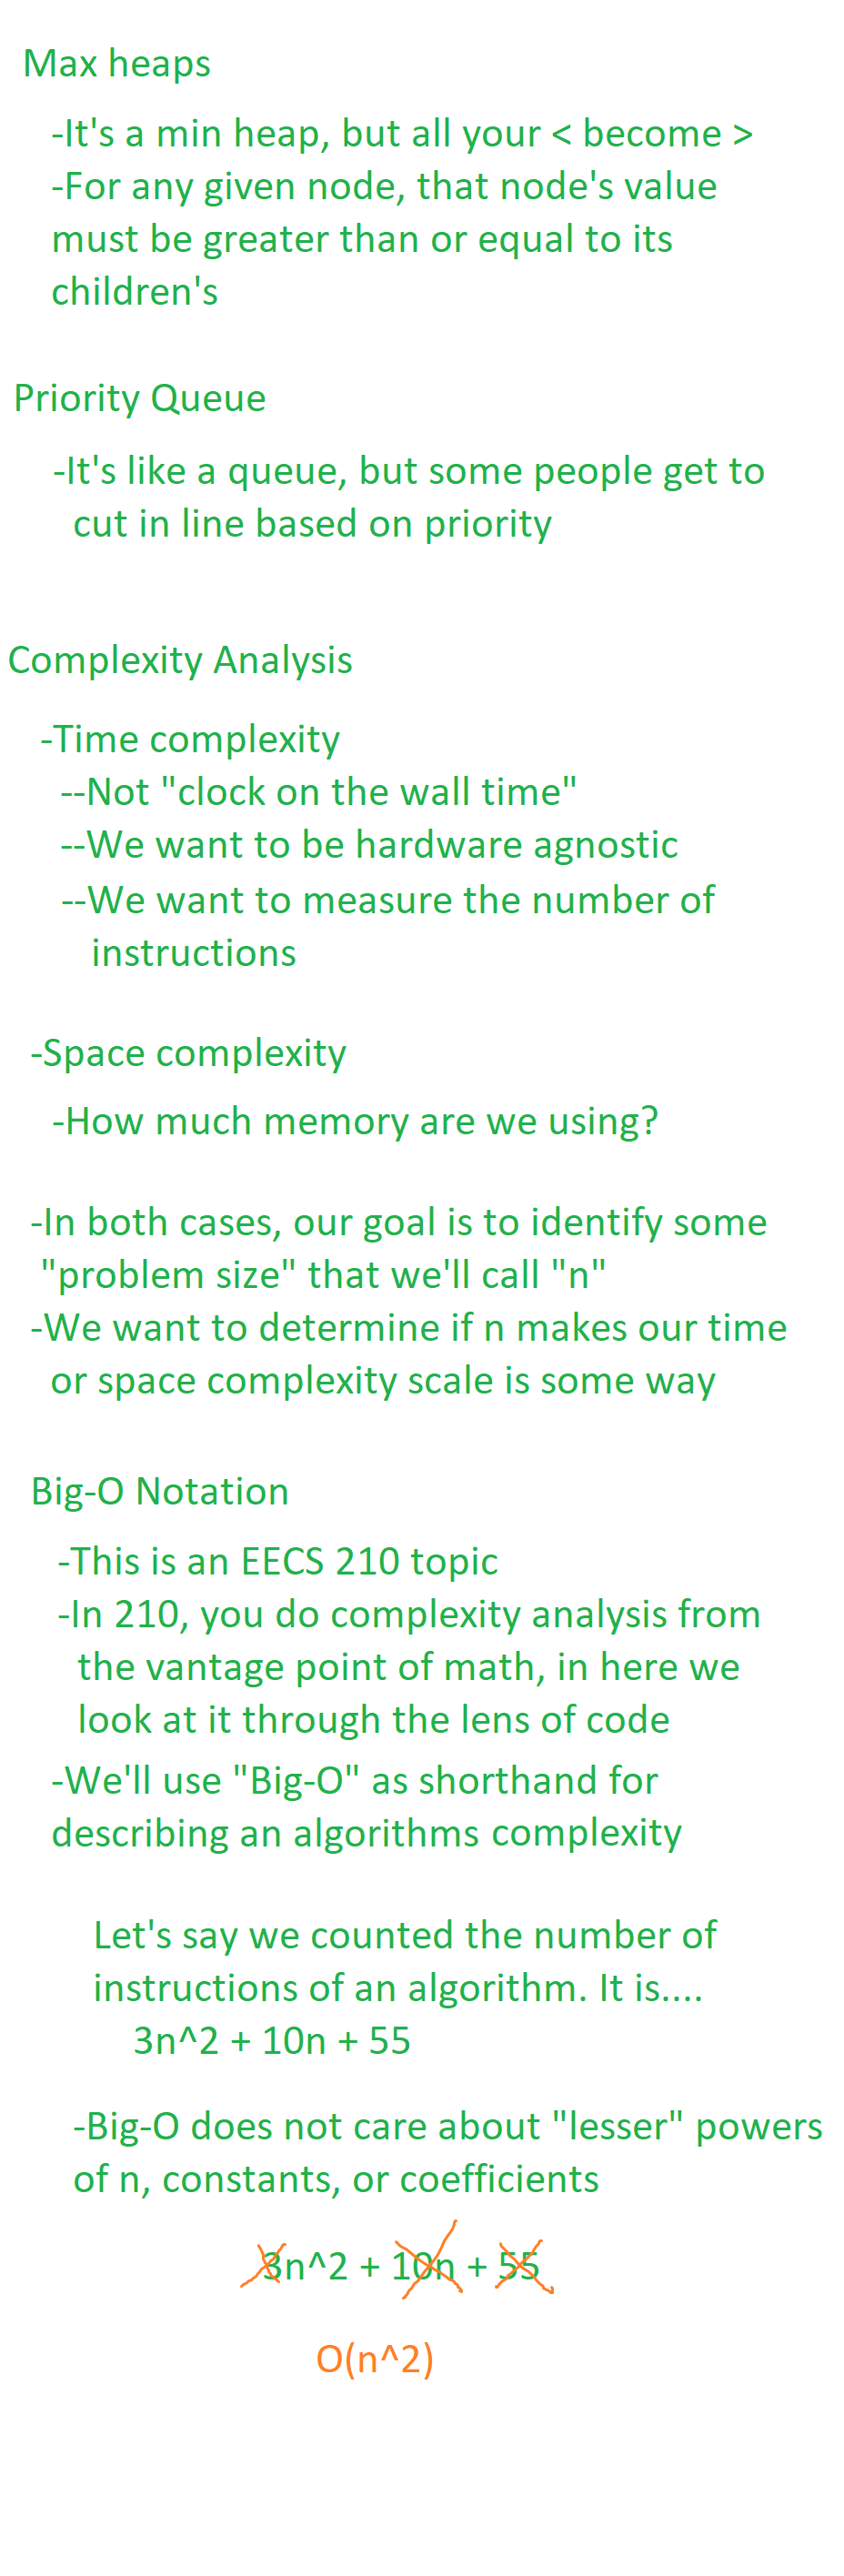 Max heaps
-It's a min heap, but all your < become >
-For any given node, that node's value
must be greater than or equal to its
children's
Priority Queue
-It's like a queue, but some people get to
cut in line based on priority
Complexity Analysis
-Time complexity
--Not "clock on the wall time"
--We want to be hardware agnostic
--We want to measure the number of
instructions
-Space complexity
-How much memory are we using?
-In both cases, our goal is to identify some
"problem size" that we'll call "n"
-We want to determine if n makes our time
or space complexity scale is some way
Big-O Notation
-This is an EECS 210 topic
-In 210, you do complexity analysis from
the vantage point of math, in here we
look at it through the lens of code
-We'll use "Big-O" as shorthand for
describing an algorithms complexity
Let's say we counted the number of
instructions of an algorithm. It is....
3n^2 + 10n + 55
-Big-O does not care about "lesser" powers
of n, constants, or coefficients
3n^2 + 10n + 55
O(n^2)